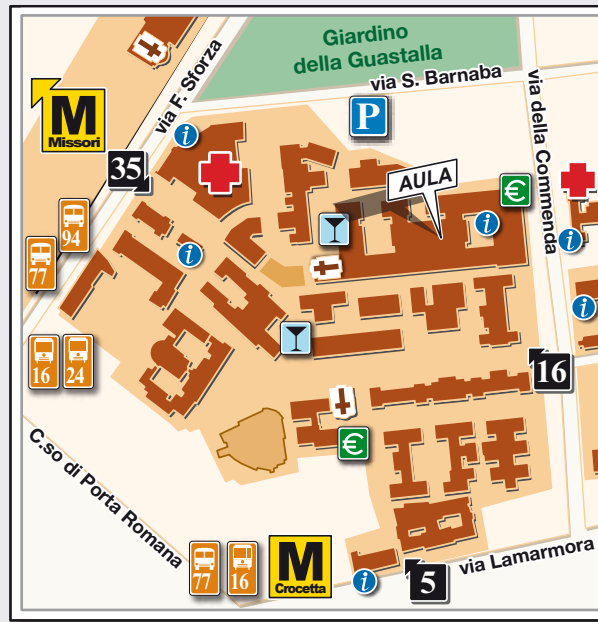 Giardino
della Guastalla
via S. Barnaba
via F. Sforza
via della Commenda
M
Missori
P
35
AULA
€
i
i
i
i
i
94
77
16
24
16
€
C.so di Porta Romana
77
16
M
Crocetta
i
5
via Lamarmora